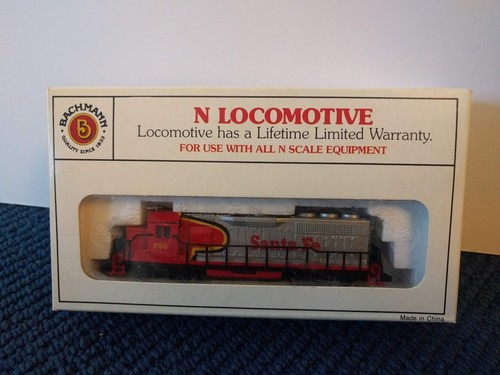 BACHMANN
B
QUALITY SINCE 1833
N LOCOMOTIVE
Locomotive has a Lifetime Limited Warranty.
FOR USE WITH ALL N SCALE EQUIPMENT
890
Santa Fe
Made in China